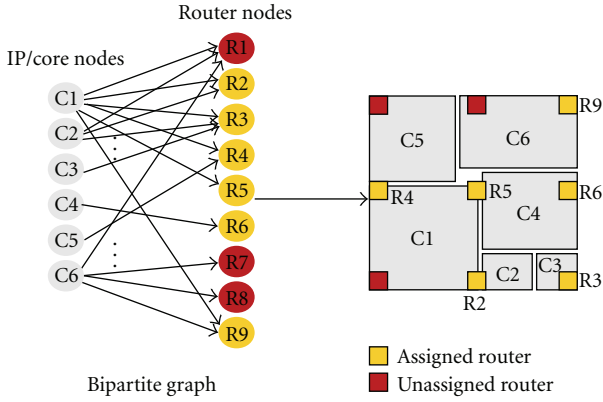 Router nodes
IP/core nodes
R1
R2
R3
R4
R5
R6
R7
R8
R9
C1
C2
C3
C4
C5
C6
Bipartite graph
R9
C5
C6
R4
R5
R6
C4
C1
C2
C3
R3
R2
Assigned router
Unassigned router